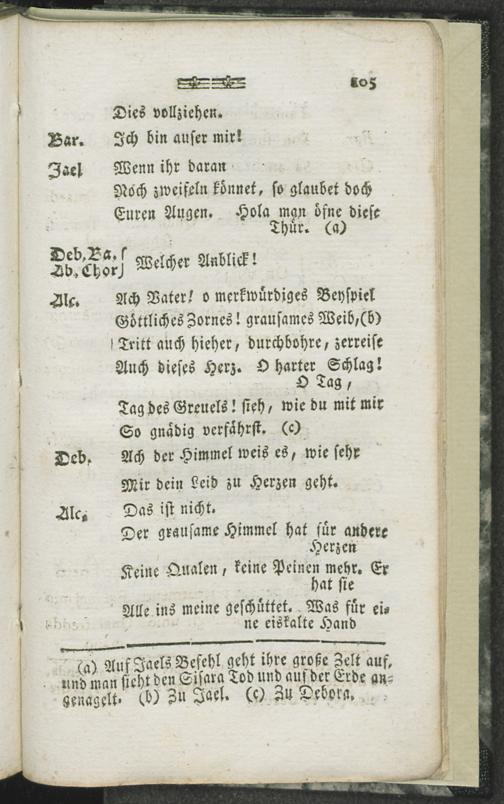 105
Dies vollziehen.
Bar. Ich bin auser mir!
Jael Wenn ihr daran
Noch zweifeln könnet, so glaubet doch
Euren Augen. Hola man öfne diese
Thür. (a)
Deb, Ba.
Ab, Chor } Welcher Anblick!
Alc. Ach Vater! o merkwürdiges Beyspiel
Göttliches Zornes! grausames Weib, (b)
Tritt auch hieher, durchbohre, zerreise
Auch dieses Herz. O harter Schlag!
O Tag,
Tag des Greuels! sieh, wie du mit mir
So gnädig verfährst. (c)
Deb. Ach der Himmel weis es, wie sehr
Mir dein Leid zu Herzen geht.
Alc. Das ist nicht.
Der grausame Himmel hat für andere
Herzen
Keine Qualen, keine Peinen mehr. Er
hat sie
Alle ins meine geschüttet. Was für ei-
ne eiskalte Hand
(a) Auf Jaels Befehl geht ihre große Zelt auf,
und man sieht den Sisara Tod und auf der Erde an-
genagelt. (b) Zu Jael. (c) Zu Debora.